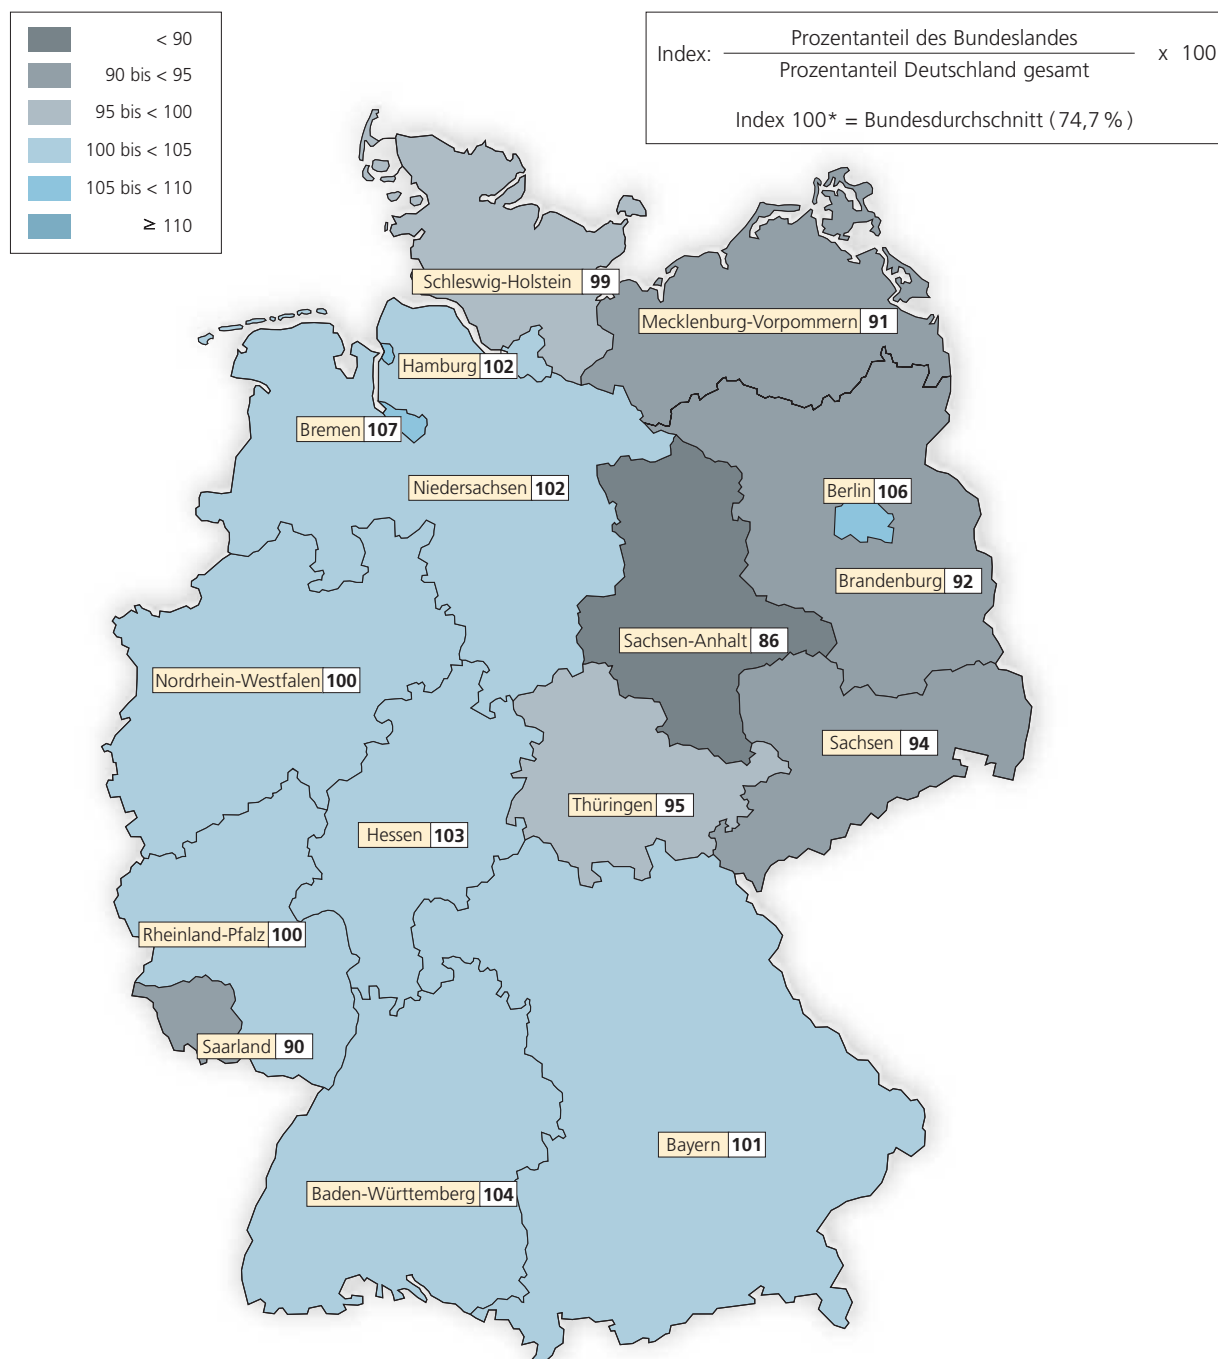 < 90
90 bis < 95
95 bis < 100
100 bis < 105
105 bis < 110
≥ 110
Prozentanteil des Bundeslandes
Index: x 100
Prozentanteil Deutschland gesamt
Index 100* = Bundesdurchschnitt (74,7 %)
Schleswig-Holstein 99
Mecklenburg-Vorpommern 91
Hamburg 102
Bremen 107
Niedersachsen 102
Berlin 106
Brandenburg 92
Sachsen-Anhalt 86
Nordrhein-Westfalen 100
Sachsen 94
Thüringen 95
Hessen 103
Rheinland-Pfalz 100
Saarland 90
Bayern 101
Baden-Württemberg 104